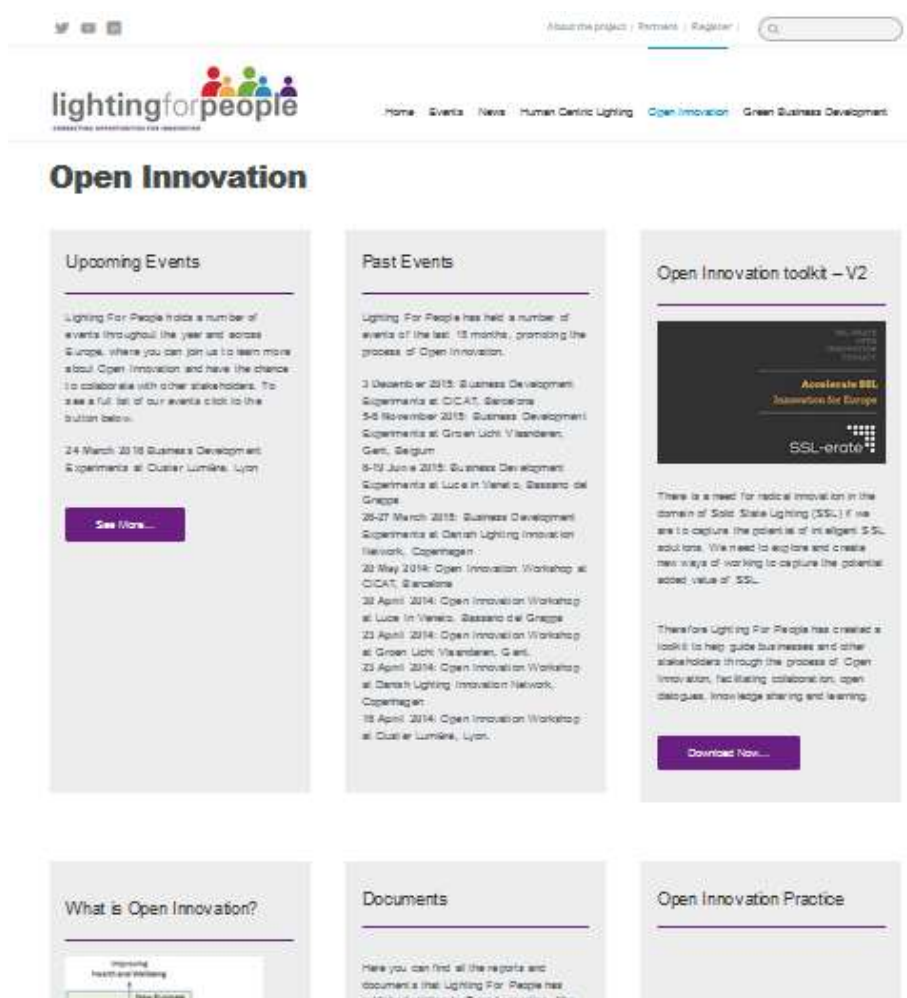 About the project | Partners | Register |
lightingforpeople
CONNECTING OPPORTUNITIES FOR INNOVATION
Home Events News Human Centric Lighting Open Innovation Green Business Development
Open Innovation
Upcoming Events
Lighting For People holds a number of
events throughout the year and across
Europe, where you can join us to learn more
about Open Innovation and have the chance
to collaborate with other stakeholders. To
see a full list of our events click to the
button below.
24 March 2016 Business Development
Experiments at Cluster Lumière, Lyon
See More...
Past Events
Lighting For People has held a number of
events of the last 15 months, promoting the
process of Open Innovation.
3 December 2015: Business Development
Experiments at CICAT, Barcelona
5-6 November 2015: Business Development
Experiments at Groen Licht Vlaanderen,
Gent, Belgium
8-19 June 2015: Business Development
Experiments at Luce in Veneto, Bassano del
Grappa
26-27 March 2015: Business Development
Experiments at Danish Lighting Innovation
Network, Copenhagen
20 May 2014: Open Innovation Workshop at
CICAT, Barcelona
30 April 2014: Open Innovation Workshop
at Luce In Veneto, Bassano del Grappa
23 April 2014: Open Innovation Workshop
at Groen Licht Vlaanderen, Gent.
23 April 2014: Open Innovation Workshop
at Danish Lighting Innovation Network,
Copenhagen
16 April 2014: Open Innovation Workshop
at Cluster Lumière, Lyon.
Open Innovation toolkit – V2
SSL-ERATE
OPEN
INNOVATION
TOOLKIT
Accelerate SSL
Innovation for Europe
SSL-erate
There is a need for radical innovation in the
domain of Solid State Lighting (SSL) if we
are to capture the potential of intelligent SSL
solutions. We need to explore and create
new ways of working to capture the potential
added value of SSL.
Therefore Lighting For People has created a
toolkit to help guide businesses and other
stakeholders through the process of Open
Innovation, facilitating collaboration, open
dialogues, knowledge sharing and learning.
Download Now...
What is Open Innovation?
Improving
Health and Wellbeing
New Business
Documents
Here you can find all the reports and
documents that Lighting For People has
Open Innovation Practice